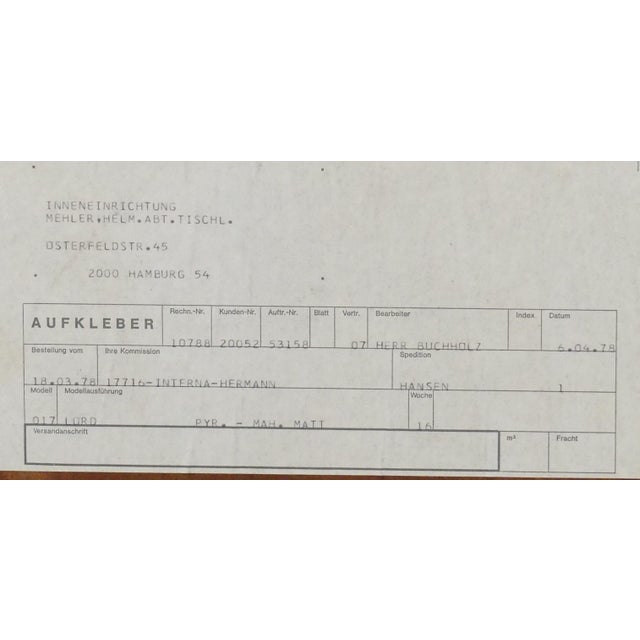 INNENEINRICHTUNG
MEHLER,HELM.ABT.TISCHL.
OSTERFELDSTR.45
2000 HAMBURG 54
AUFKLEBER Rechn.-Nr. Kunden-Nr. Auftr.-Nr. Blatt Vertr. Bearbeiter Index Datum
10788 20052 53158 07 HERR BUCHHOLZ 6.04.78
Bestellung vom Ihre Kommission Spedition
18.03.78 17716-INTERNA-HERMANN HANSEN 1
Modell Modellausführung Woche
017 LORD PYR. - MAH. MATT 16
Versandanschrift m³ Fracht